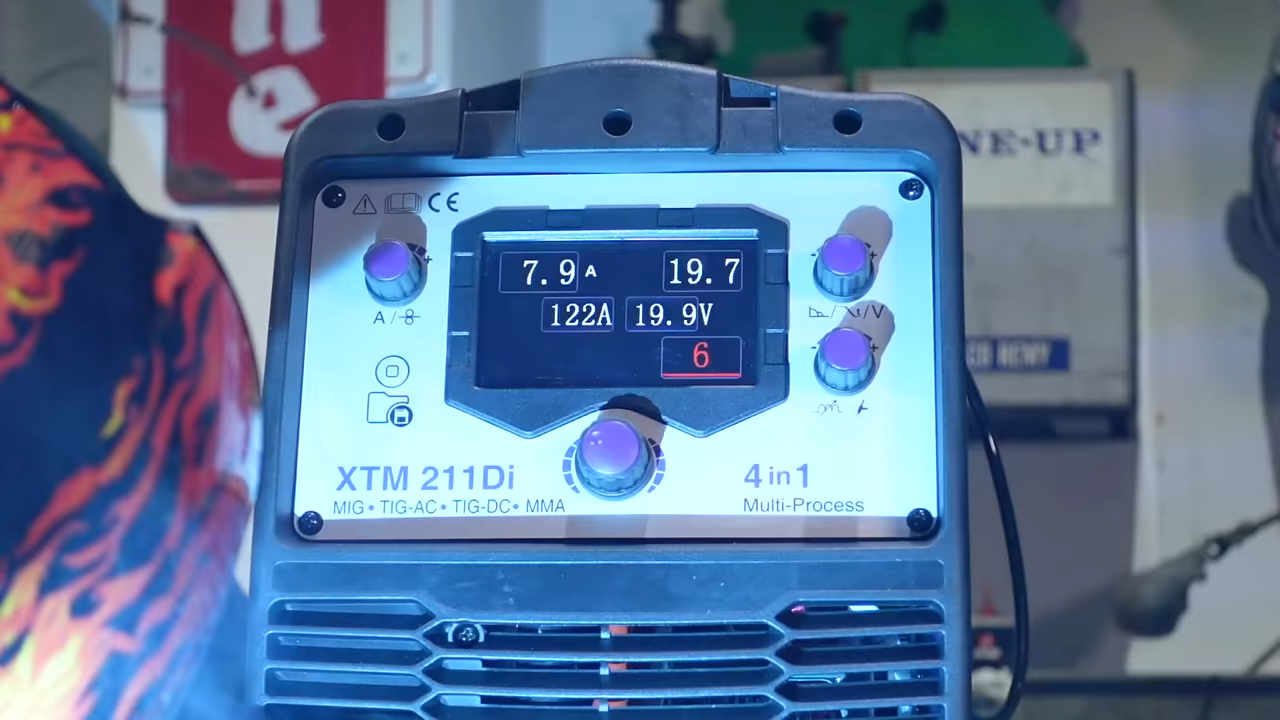 NE-UP
CE
7.9 A 19.7
122A 19.9V
6
A /
/ /V
XTM 211Di
4 in 1
MIG • TIG-AC • TIG-DC • MMA
Multi-Process